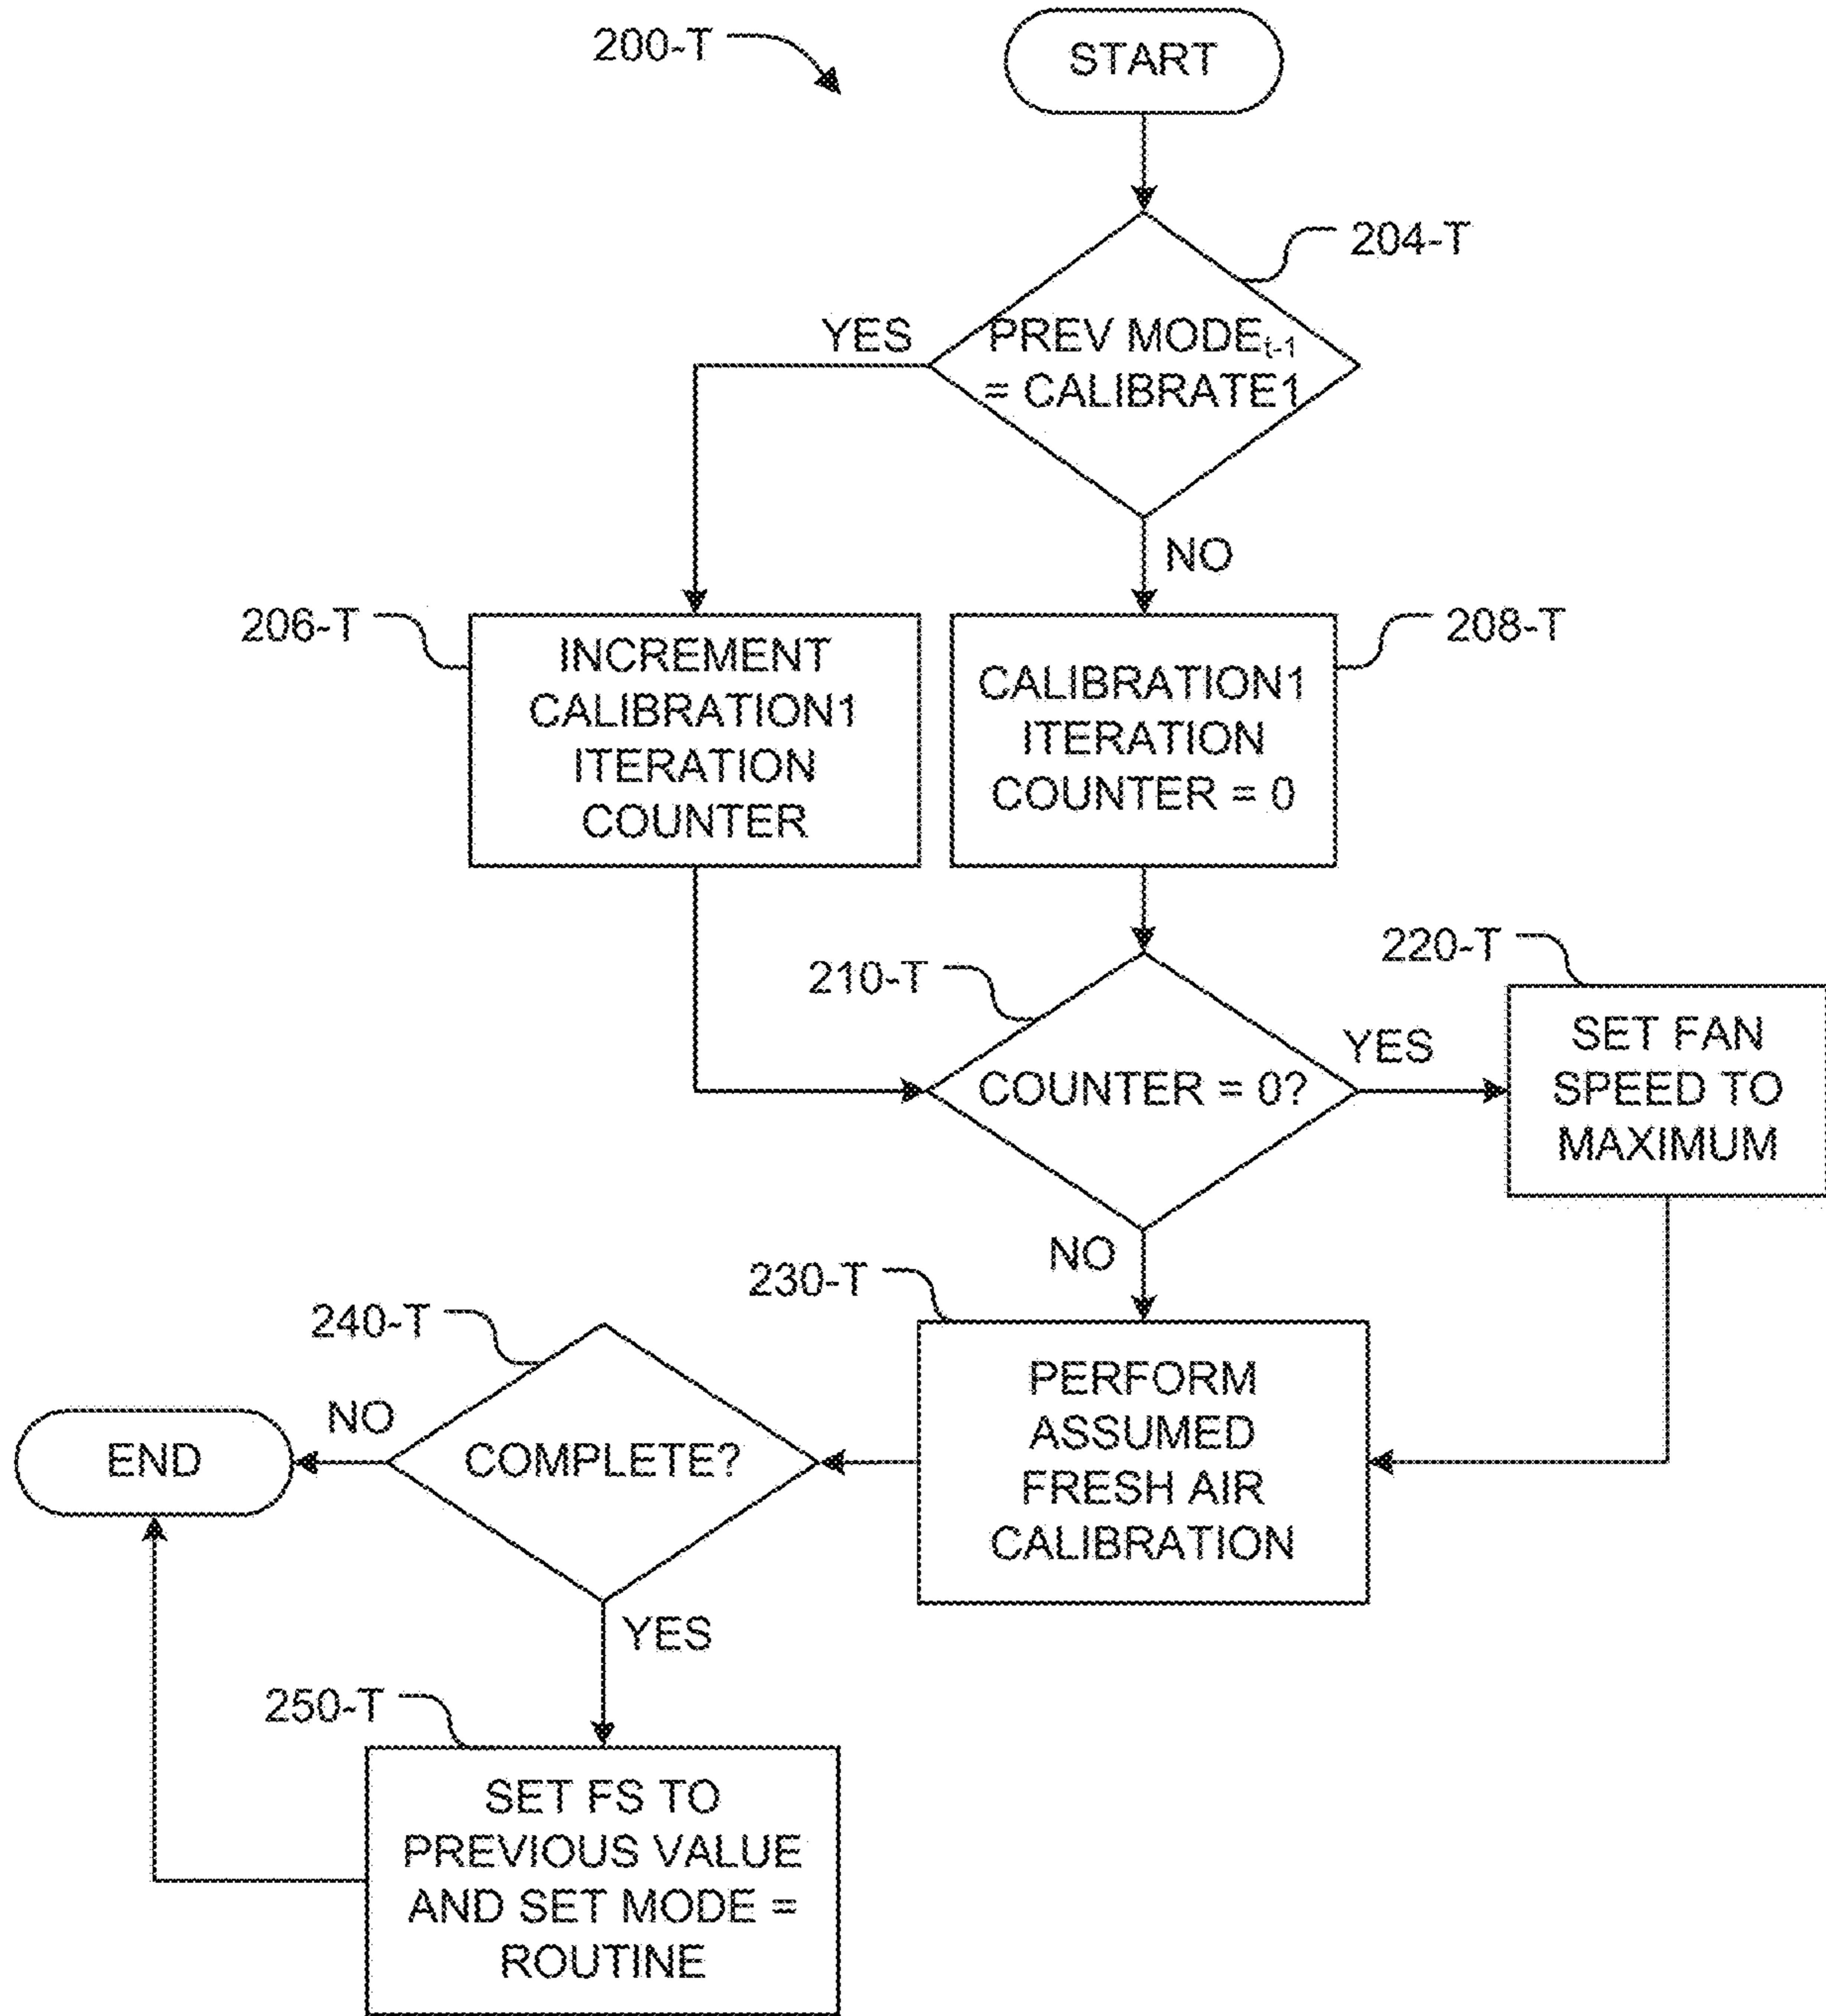 200-T
START
204-T
YES
PREV MODEt-1
= CALIBRATE1
NO
206-T
INCREMENT
CALIBRATION1
ITERATION
COUNTER
208-T
CALIBRATION1
ITERATION
COUNTER = 0
210-T
COUNTER = 0?
YES
220-T
SET FAN
SPEED TO
MAXIMUM
NO
230-T
PERFORM
ASSUMED
FRESH AIR
CALIBRATION
240-T
COMPLETE?
NO
END
YES
250-T
SET FS TO
PREVIOUS VALUE
AND SET MODE =
ROUTINE